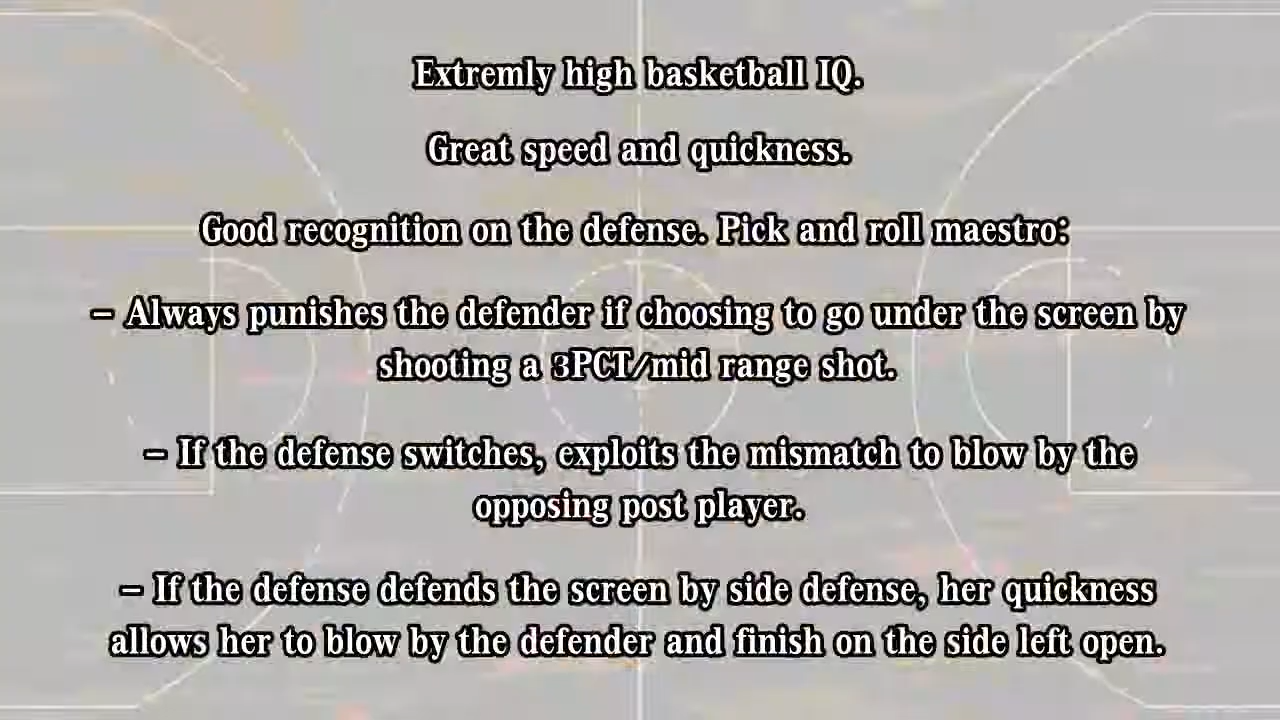 Extremly high basketball IQ.
Great speed and quickness.
Good recognition on the defense. Pick and roll maestro:
– Always punishes the defender if choosing to go under the screen by
shooting a 3PCT/mid range shot.
– If the defense switches, exploits the mismatch to blow by the
opposing post player.
– If the defense defends the screen by side defense, her quickness
allows her to blow by the defender and finish on the side left open.